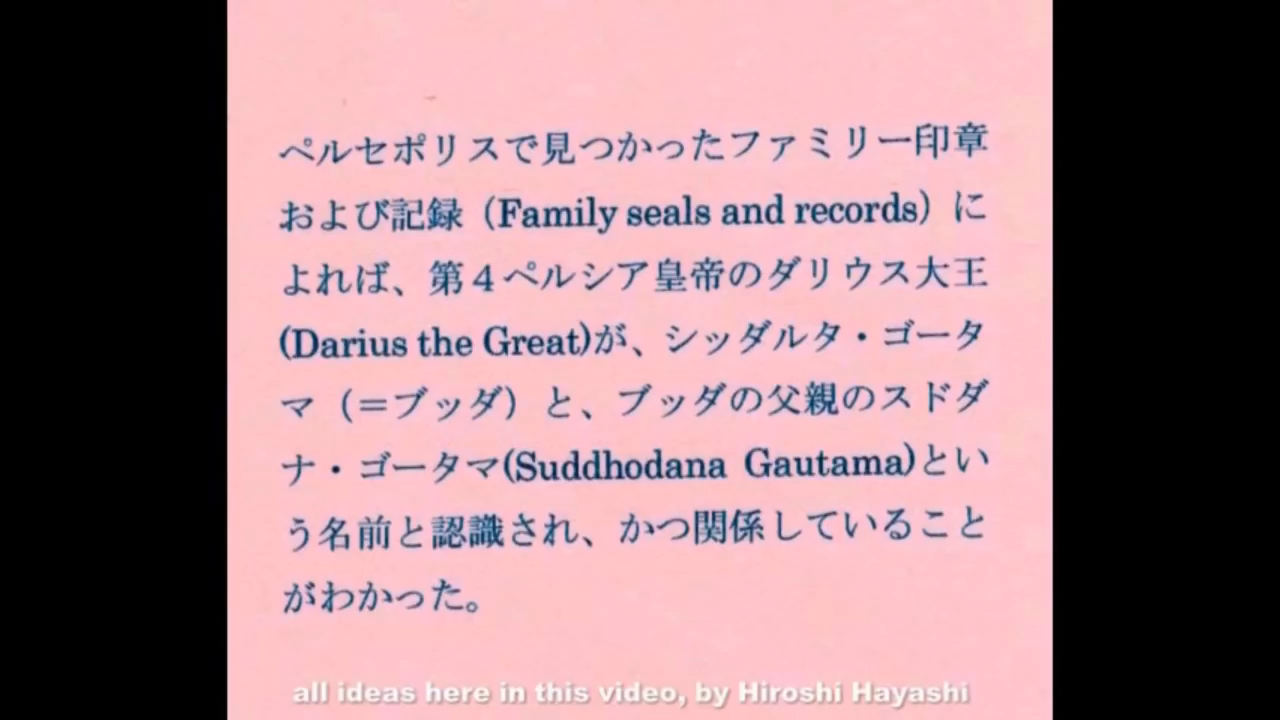 ペルセポリスで見つかったファミリー印章
および記録（Family seals and records）に
よれば、第４ペルシア皇帝のダリウス大王
(Darius the Great)が、シッダルタ・ゴータ
マ（＝ブッダ）と、ブッダの父親のスドダ
ナ・ゴータマ(Suddhodana Gautama)とい
う名前と認識され、かつ関係していること
がわかった。
all ideas here in this video, by Hiroshi Hayashi